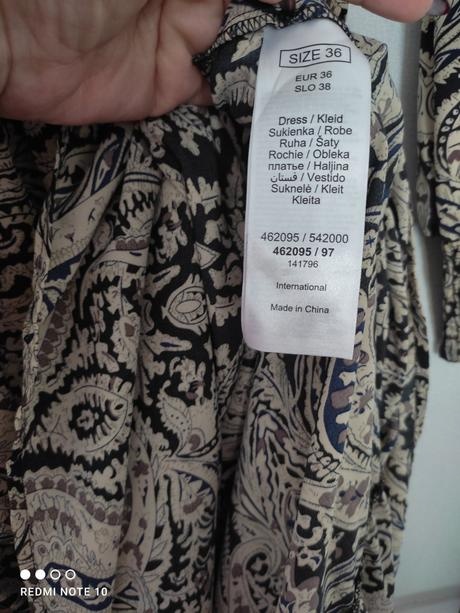 SIZE 36
EUR 36
SLO 38
Dress / Kleid
Sukienka / Robe
Ruha / Šaty
Rochie / Obleka
платье / Haljina
فستان / Vestido
Suknelė / Kleit
Kleita
462095 / 542000
462095 / 97
141796
International
Made in China
REDMI NOTE 10